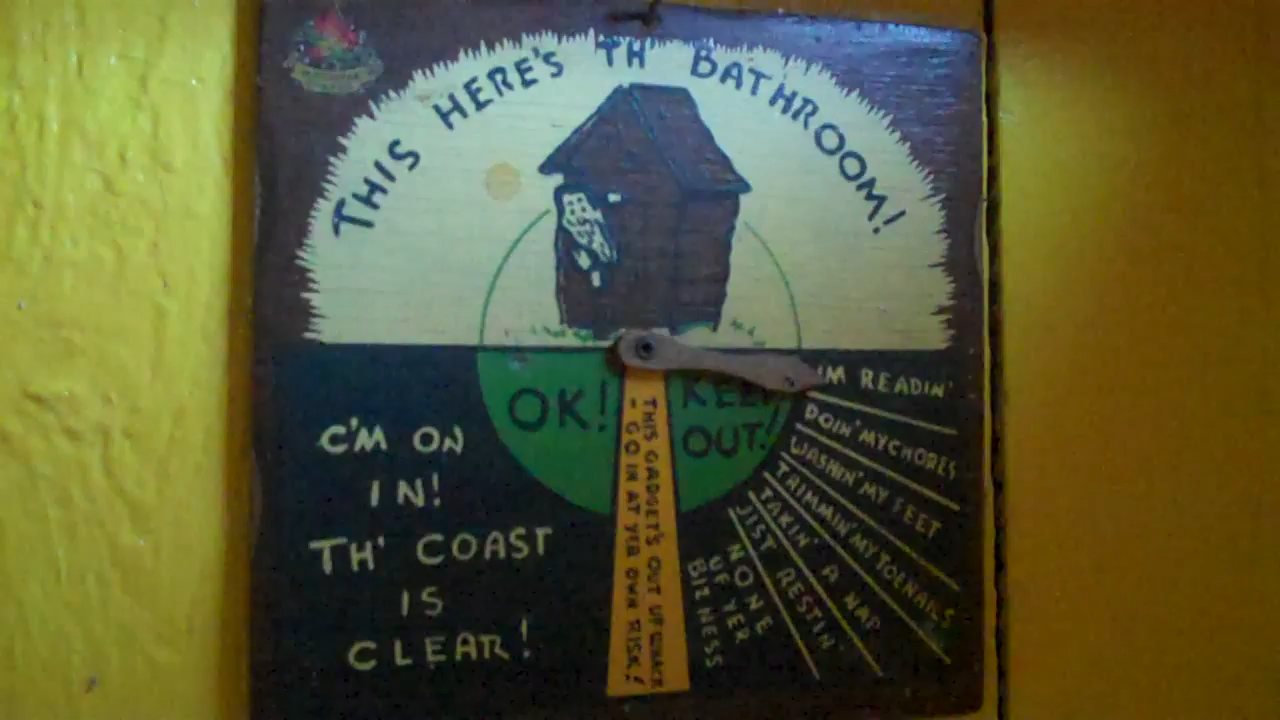 THIS HERE'S TH' BATHROOM!
OK!
KEEP
OUT!
C'M ON
IN!
TH' COAST
IS
CLEAR!
THIS GADGET'S OUT UF WHACK
- GO IN AT YER OWN RISK!
I'M READIN'
DOIN' MY CHORES
WASHIN' MY FEET
TRIMMIN' MY TOENAILS
TAKIN' A NAP
JIST RESTIN'
NONE
UF YER
BIZNESS